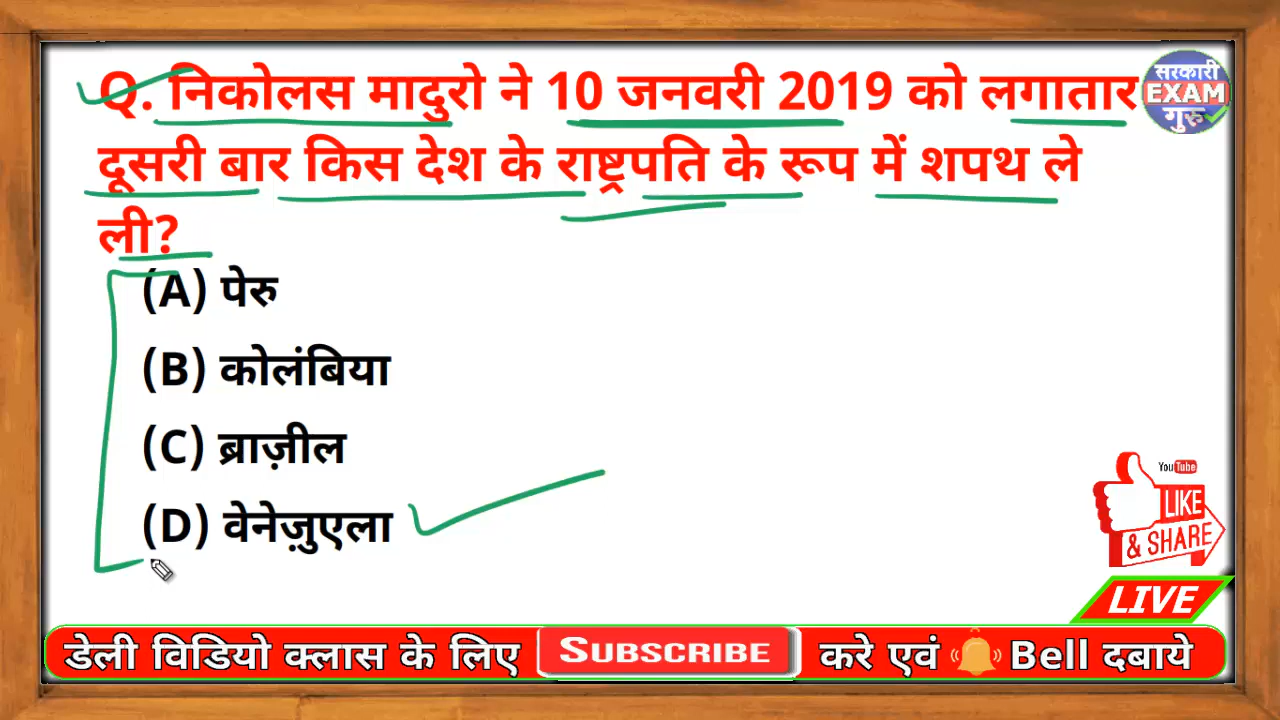 Q. निकोलस मादुरो ने 10 जनवरी 2019 को लगातार
दूसरी बार किस देश के राष्ट्रपति के रूप में शपथ ले
ली?
(A) पेरु
(B) कोलंबिया
(C) ब्राज़ील
(D) वेनेज़ुएला
सरकारी
EXAM
गुरु
YouTube
LIKE
& SHARE
LIVE
डेली विडियो क्लास के लिए SUBSCRIBE करे एवं Bell दबाये